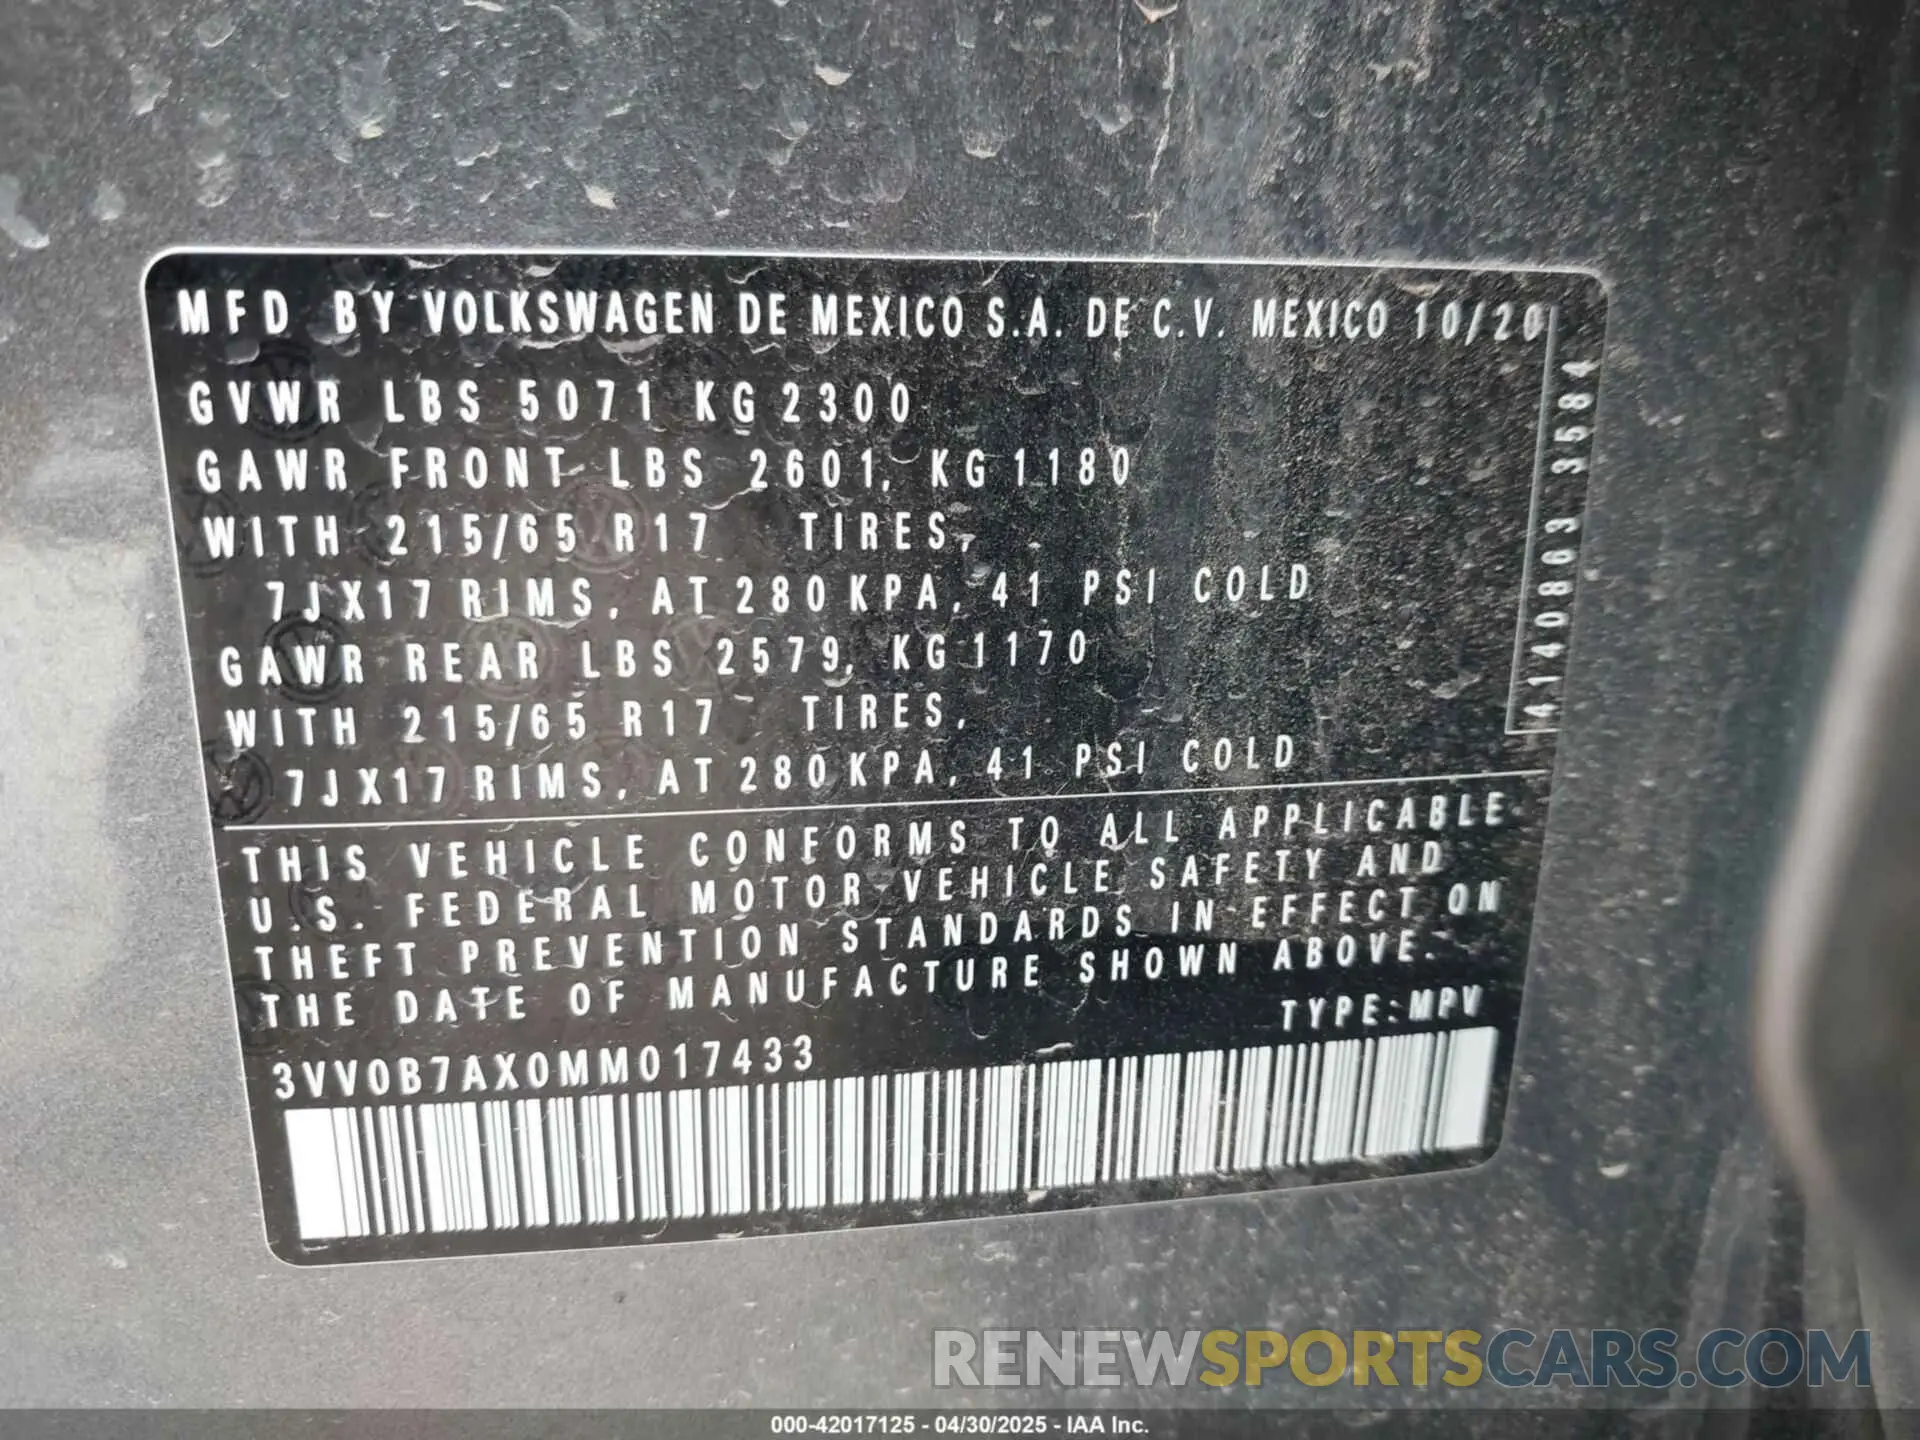 MFD BY VOLKSWAGEN DE MEXICO S.A. DE C.V. MEXICO 10/20
GVWR LBS 5071 KG 2300
GAWR FRONT LBS 2601, KG 1180
WITH 215/65 R17 TIRES,
7JX17 RIMS, AT 280 KPA, 41 PSI COLD
GAWR REAR LBS 2579, KG 1170
WITH 215/65 R17 TIRES,
7JX17 RIMS, AT 280 KPA, 41 PSI COLD
4140863 3584
THIS VEHICLE CONFORMS TO ALL APPLICABLE
U.S. FEDERAL MOTOR VEHICLE SAFETY AND
THEFT PREVENTION STANDARDS IN EFFECT ON
THE DATE OF MANUFACTURE SHOWN ABOVE.
TYPE: MPV
3VV0B7AX0MM017433
RENEWSPORTSCARS.COM
000-42017125 - 04/30/2025 - IAA Inc.